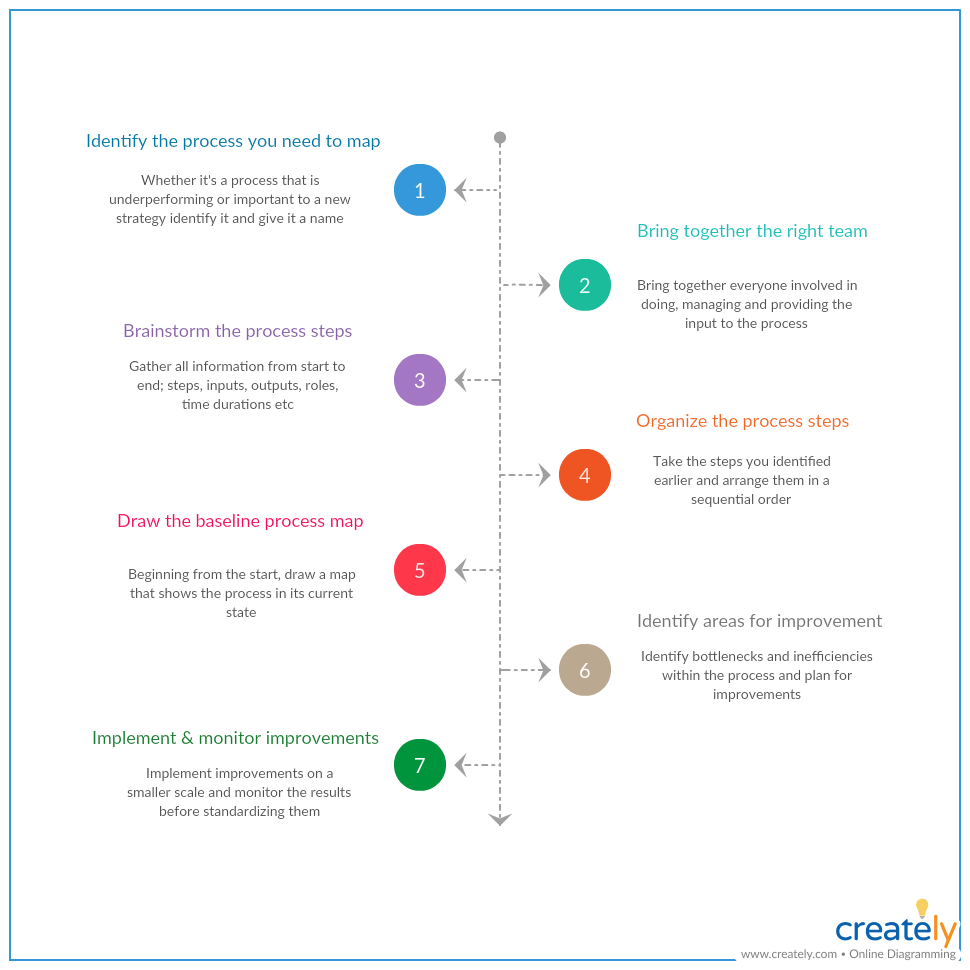 Identify the process you need to map
Whether it's a process that is
underperforming or important to a new
strategy identify it and give it a name
1
Bring together the right team
2
Bring together everyone involved in
doing, managing and providing the
input to the process
Brainstorm the process steps
Gather all information from start to
end; steps, inputs, outputs, roles,
time durations etc
3
Organize the process steps
4
Take the steps you identified
earlier and arrange them in a
sequential order
Draw the baseline process map
Beginning from the start, draw a map
that shows the process in its current
state
5
Identify areas for improvement
6
Identify bottlenecks and inefficiencies
within the process and plan for
improvements
Implement & monitor improvements
Implement improvements on a
smaller scale and monitor the results
before standardizing them
7
creately
www.creately.com • Online Diagramming